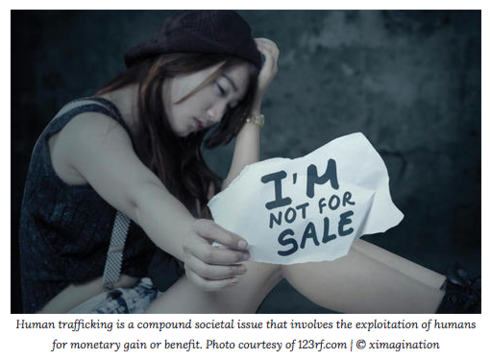 I'M
NOT FOR
SALE
Human trafficking is a compound societal issue that involves the exploitation of humans
for monetary gain or benefit. Photo courtesy of 123rf.com | © ximagination